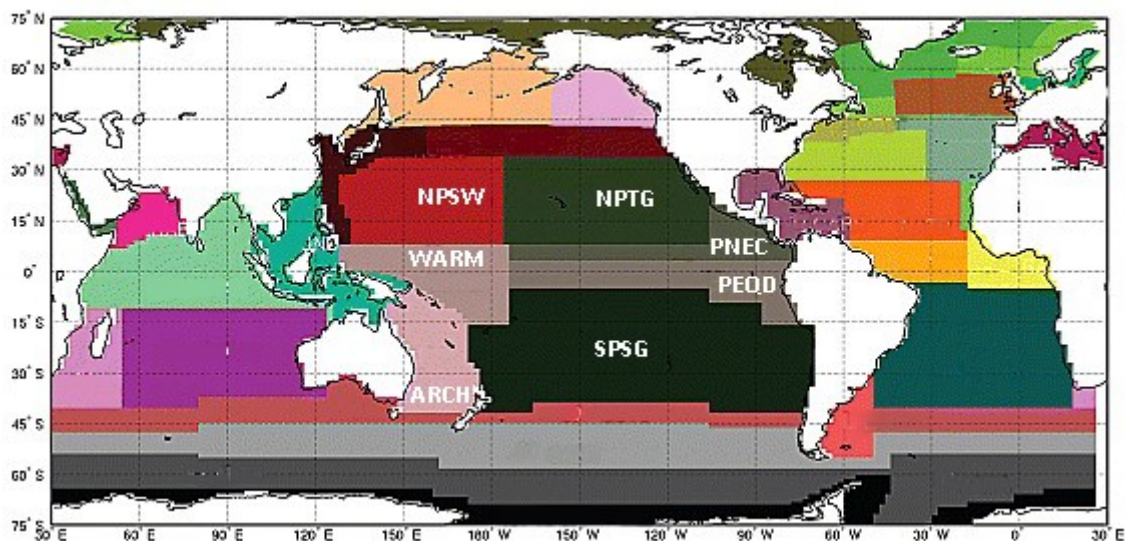 75° N
60° N
45° N
30° N
15° N
0°
15° S
30° S
45° S
60° S
75° S
NPSW
NPTG
WARM
PNEC
PEQD
SPSG
ARCH
30° E
60° E
90° E
120° E
150° E
180° W
150° W
120° W
90° W
60° W
30° W
0°
30° E